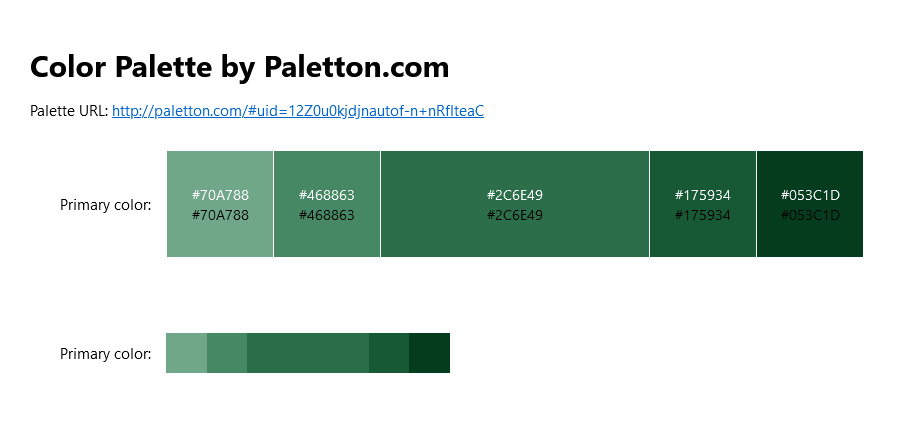 Color Palette by Paletton.com
Palette URL: http://paletton.com/#uid=12Z0u0kjdjnautof-n+nRfIteaC
Primary color:
#70A788 #468863 #2C6E49 #175934 #053C1D
#70A788 #468863 #2C6E49 #175934 #053C1D
Primary color: